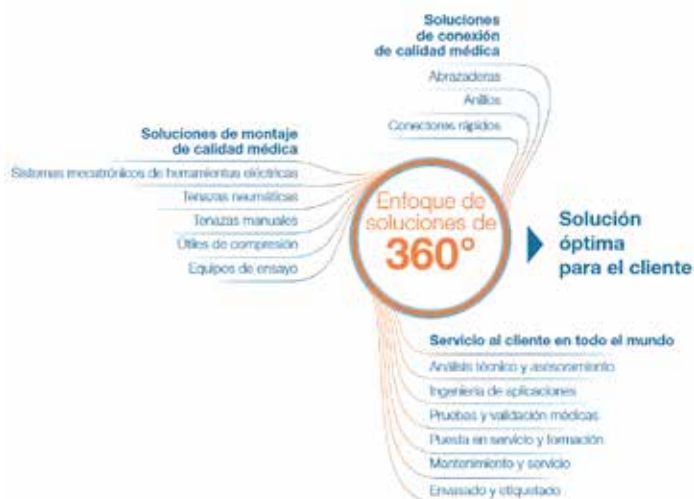 Soluciones
de conexión
de calidad médica
Abrazaderas
Anillos
Conectores rápidos
Soluciones de montaje
de calidad médica
Sistemas mecatrónicos de herramientas eléctricas
Tenazas neumáticas
Tenazas manuales
Útiles de compresión
Equipos de ensayo
Enfoque de
soluciones de
360°
Solución
óptima
para el cliente
Servicio al cliente en todo el mundo
Análisis técnico y asesoramiento
Ingeniería de aplicaciones
Pruebas y validación médicas
Puesta en servicio y formación
Mantenimiento y servicio
Envasado y etiquetado